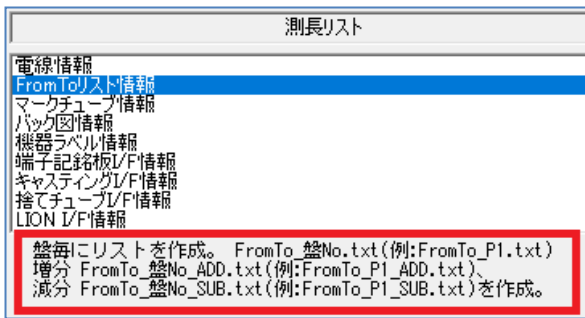 測長リスト
電線情報
FromToリスト情報
マークチューブ情報
バック図情報
機器ラベル情報
端子記銘板I/F情報
キャスティングI/F情報
捨てチューブI/F情報
LION I/F情報
盤毎にリストを作成。 FromTo_盤No.txt(例:FromTo_P1.txt)
増分 FromTo_盤No_ADD.txt(例:FromTo_P1_ADD.txt)、
減分 FromTo_盤No_SUB.txt(例:FromTo_P1_SUB.txt)を作成。